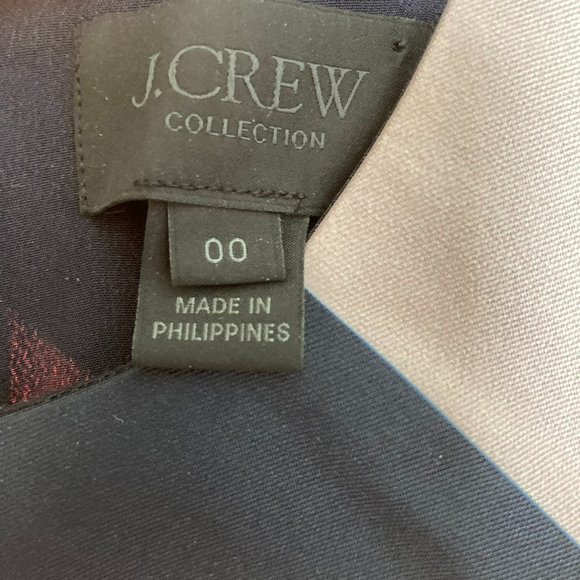 J.CREW
COLLECTION
00
MADE IN
PHILIPPINES